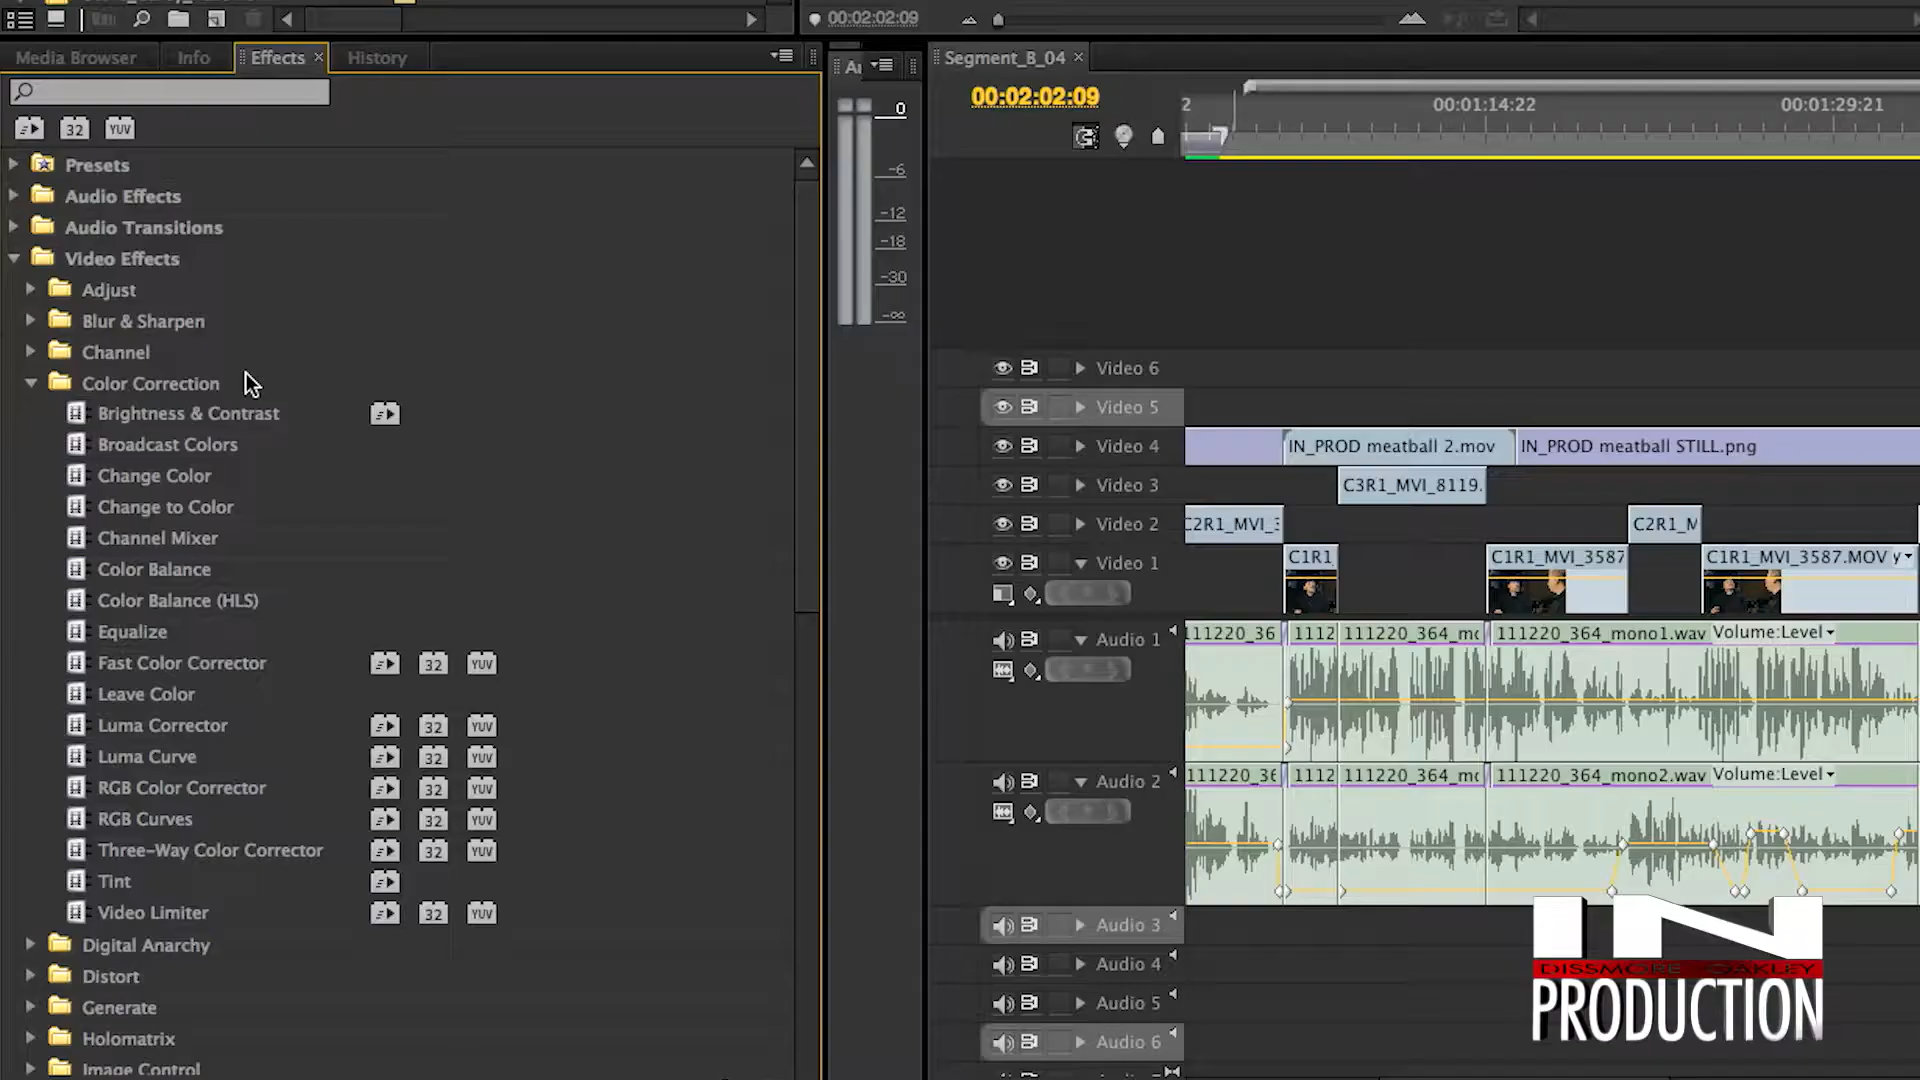 00:02:02:09
Media Browser
Info
Effects
History
Segment_B_04
00:02:02:09
2
00:01:14:22
00:01:29:21
32
YUV
0
-6
-12
-18
-30
-∞
Presets
Audio Effects
Audio Transitions
Video Effects
Adjust
Blur & Sharpen
Channel
Color Correction
Brightness & Contrast
Broadcast Colors
Change Color
Change to Color
Channel Mixer
Color Balance
Color Balance (HLS)
Equalize
Fast Color Corrector 32 YUV
Leave Color
Luma Corrector 32 YUV
Luma Curve 32 YUV
RGB Color Corrector 32 YUV
RGB Curves 32 YUV
Three-Way Color Corrector 32 YUV
Tint
Video Limiter 32 YUV
Digital Anarchy
Distort
Generate
Holomatrix
Image Control
Video 6
Video 5
Video 4
IN_PROD meatball 2.mov
IN_PROD meatball STILL.png
Video 3
C3R1_MVI_8119.
Video 2
C2R1_MVI_3
C2R1_M
Video 1
C1R1_
C1R1_MVI_3587
C1R1_MVI_3587.MOV
Audio 1
111220_36
1112
111220_364_mo
111220_364_mono1.wav Volume:Level
Audio 2
111220_36
1112
111220_364_mo
111220_364_mono2.wav Volume:Level
Audio 3
Audio 4
Audio 5
Audio 6
IN
DISSMORE OAKLEY
PRODUCTION